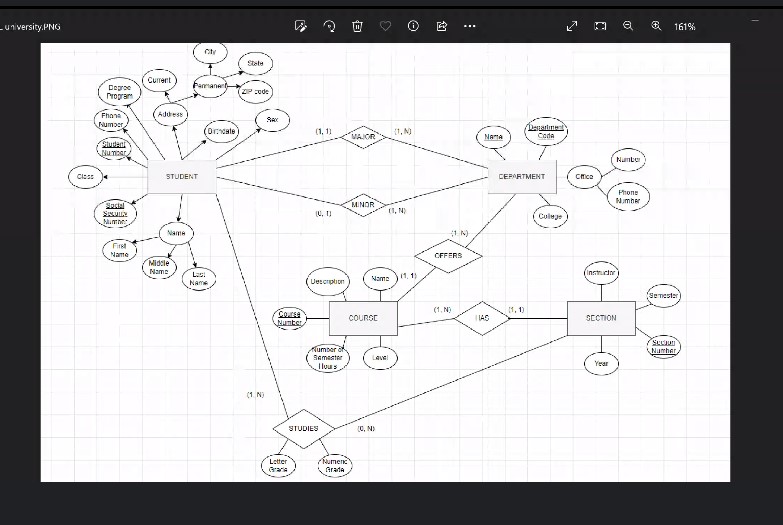 _ university.PNG
161%
City
State
Current
Permanent
ZIP code
Degree
Program
Address
Phone
Number
Sex
Birthdate
Student
Number
Class
STUDENT
Social
Security
Number
Name
First
Name
Middle
Name
Last
Name
(1, 1)
MAJOR
(1, N)
(0, 1)
MINOR
(1, N)
Name
Department
Code
DEPARTMENT
Office
Number
Phone
Number
College
(1, N)
OFFERS
(1, 1)
Description
Name
Course
Number
COURSE
Number of
Semester
Hours
Level
(1, N)
HAS
(1, 1)
Instructor
Semester
SECTION
Section
Number
Year
(1, N)
STUDIES
(0, N)
Letter
Grade
Numeric
Grade